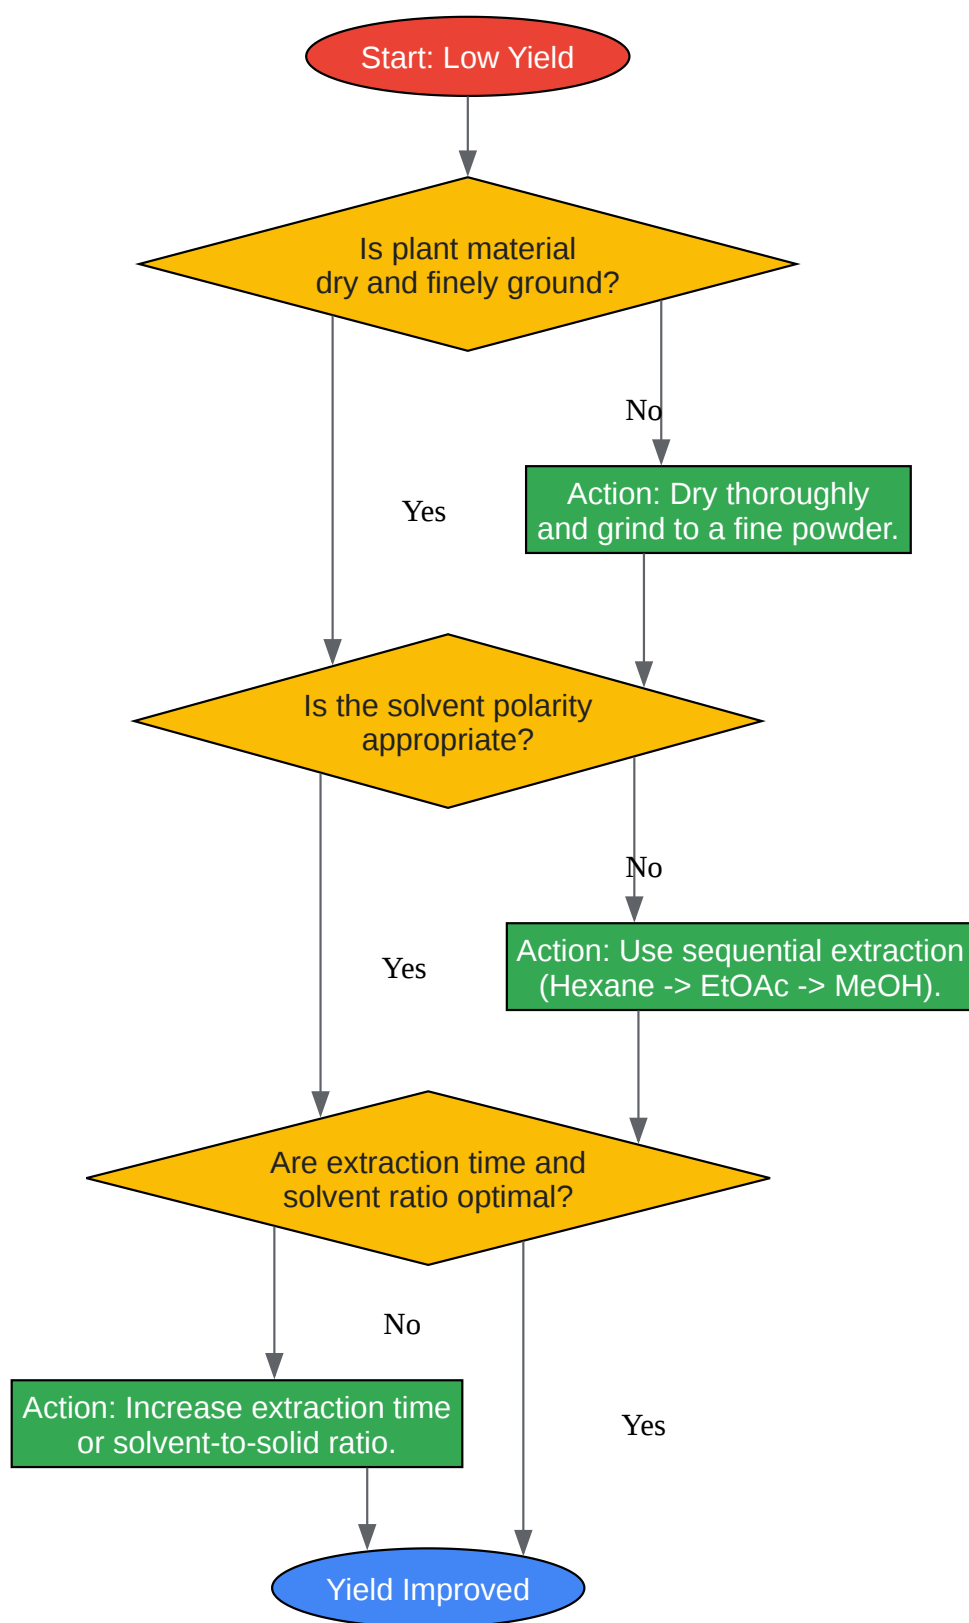 Start: Low Yield
Is plant material
dry and finely ground?
No
Action: Dry thoroughly
and grind to a fine powder.
Yes
Is the solvent polarity
appropriate?
No
Action: Use sequential extraction
(Hexane -> EtOAc -> MeOH).
Yes
Are extraction time and
solvent ratio optimal?
No
Action: Increase extraction time
or solvent-to-solid ratio.
Yes
Yield Improved